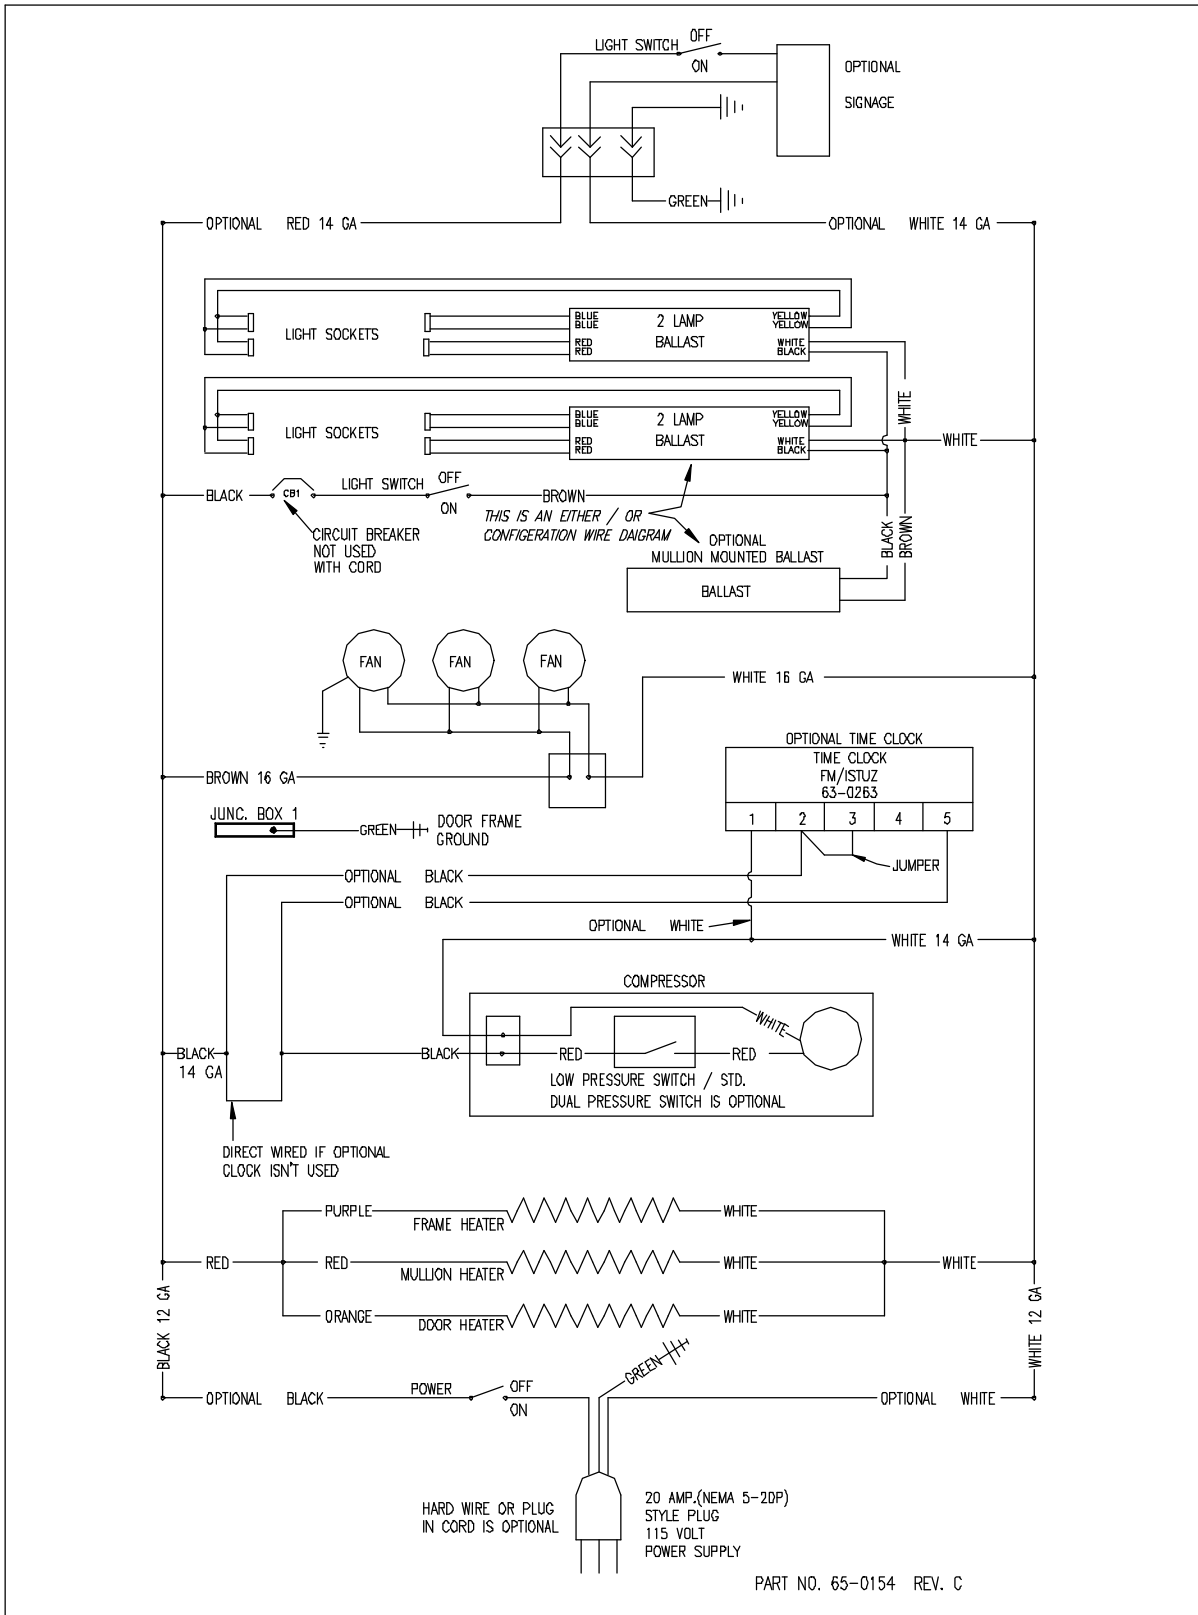 LIGHT SWITCH
OFF
ON
OPTIONAL
SIGNAGE
GREEN
OPTIONAL RED 14 GA
OPTIONAL WHITE 14 GA
LIGHT SOCKETS
BLUE
BLUE
RED
RED
2 LAMP
BALLAST
YELLOW
YELLOW
WHITE
BLACK
WHITE
LIGHT SOCKETS
BLUE
BLUE
RED
RED
2 LAMP
BALLAST
YELLOW
YELLOW
WHITE
BLACK
WHITE
BLACK
CB1
LIGHT SWITCH
OFF
ON
BROWN
THIS IS AN EITHER / OR
CONFIGERATION WIRE DAIGRAM
CIRCUIT BREAKER
NOT USED
WITH CORD
OPTIONAL
MULLION MOUNTED BALLAST
BALLAST
BLACK
BROWN
FAN
FAN
FAN
WHITE 16 GA
BROWN 16 GA
OPTIONAL TIME CLOCK
TIME CLOCK
FM/1STUZ
63-0263
1 2 3 4 5
JUMPER
JUNC. BOX 1
GREEN
DOOR FRAME
GROUND
OPTIONAL BLACK
OPTIONAL BLACK
OPTIONAL WHITE
WHITE 14 GA
COMPRESSOR
WHITE
BLACK
14 GA
BLACK
RED
RED
LOW PRESSURE SWITCH / STD.
DUAL PRESSURE SWITCH IS OPTIONAL
DIRECT WIRED IF OPTIONAL
CLOCK ISN'T USED
PURPLE
FRAME HEATER
WHITE
RED
RED
MULLION HEATER
WHITE
WHITE
ORANGE
DOOR HEATER
WHITE
BLACK 12 GA
WHITE 12 GA
GREEN
OPTIONAL BLACK
POWER
OFF
ON
OPTIONAL WHITE
HARD WIRE OR PLUG
IN CORD IS OPTIONAL
20 AMP.(NEMA 5-20P)
STYLE PLUG
115 VOLT
POWER SUPPLY
PART NO. 65-0154 REV. C